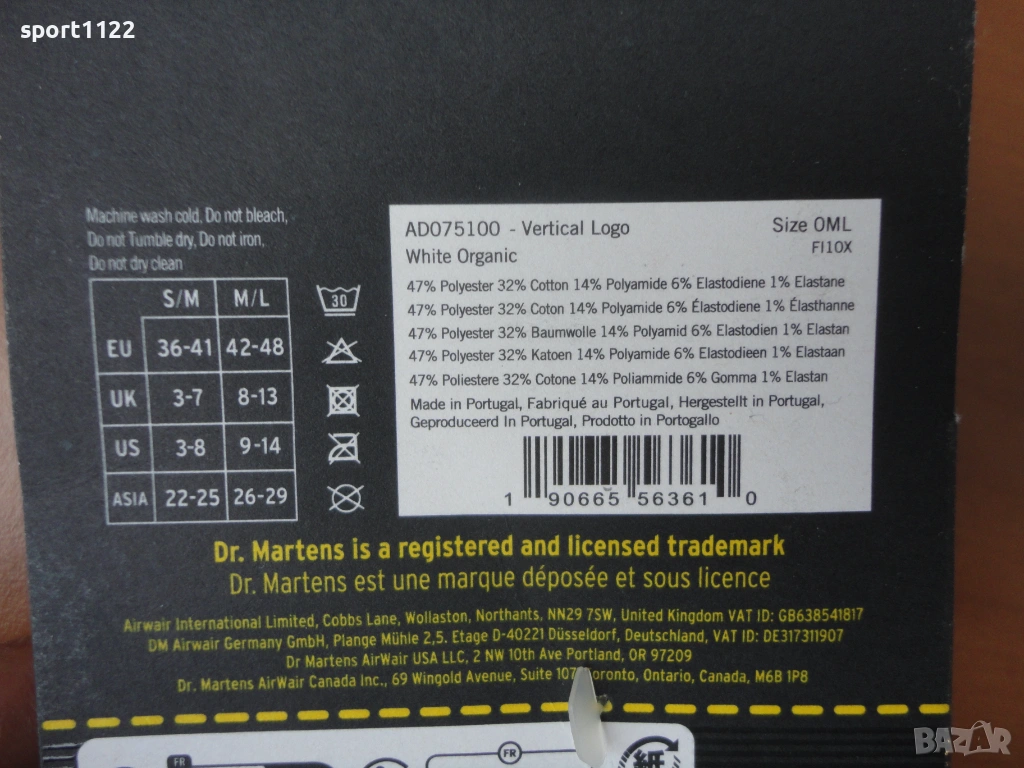 sport1122
Machine wash cold, Do not bleach,
Do not Tumble dry, Do not iron,
Do not dry clean
S/M M/L
EU 36-41 42-48
UK 3-7 8-13
US 3-8 9-14
ASIA 22-25 26-29
30
AD075100 - Vertical Logo Size OML
White Organic FI10X
47% Polyester 32% Cotton 14% Polyamide 6% Elastodiene 1% Elastane
47% Polyester 32% Coton 14% Polyamide 6% Élastodiene 1% Élasthanne
47% Polyester 32% Baumwolle 14% Polyamid 6% Elastodien 1% Elastan
47% Polyester 32% Katoen 14% Polyamide 6% Elastodieen 1% Elastaan
47% Poliestere 32% Cotone 14% Poliammide 6% Gomma 1% Elastan
Made in Portugal, Fabriqué au Portugal, Hergestellt in Portugal,
Geproduceerd In Portugal, Prodotto in Portogallo
1 90665 56361 0
Dr. Martens is a registered and licensed trademark
Dr. Martens est une marque déposée et sous licence
Airwair International Limited, Cobbs Lane, Wollaston, Northants, NN29 7SW, United Kingdom VAT ID: GB638541817
DM Airwair Germany GmbH, Plange Mühle 2,5. Etage D-40221 Düsseldorf, Deutschland, VAT ID: DE317311907
Dr Martens AirWair USA LLC, 2 NW 10th Ave Portland, OR 97209
Dr. Martens AirWair Canada Inc., 69 Wingold Avenue, Suite Ontario, Canada, M6B 1P8
FR FR 紙
BAZAR